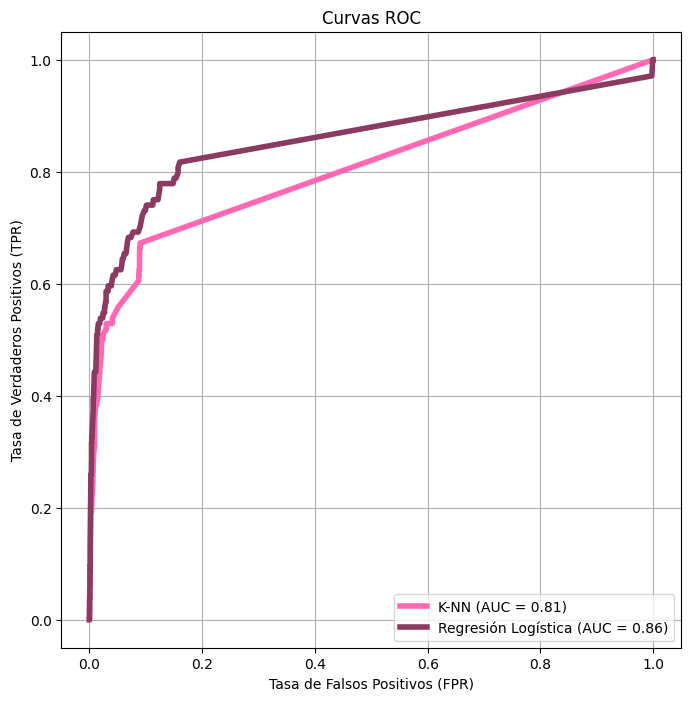 Curvas ROC
1.0
0.8
0.6
0.4
0.2
0.0
Tasa de Verdaderos Positivos (TPR)
K-NN (AUC = 0.81)
Regresión Logística (AUC = 0.86)
0.0 0.2 0.4 0.6 0.8 1.0
Tasa de Falsos Positivos (FPR)